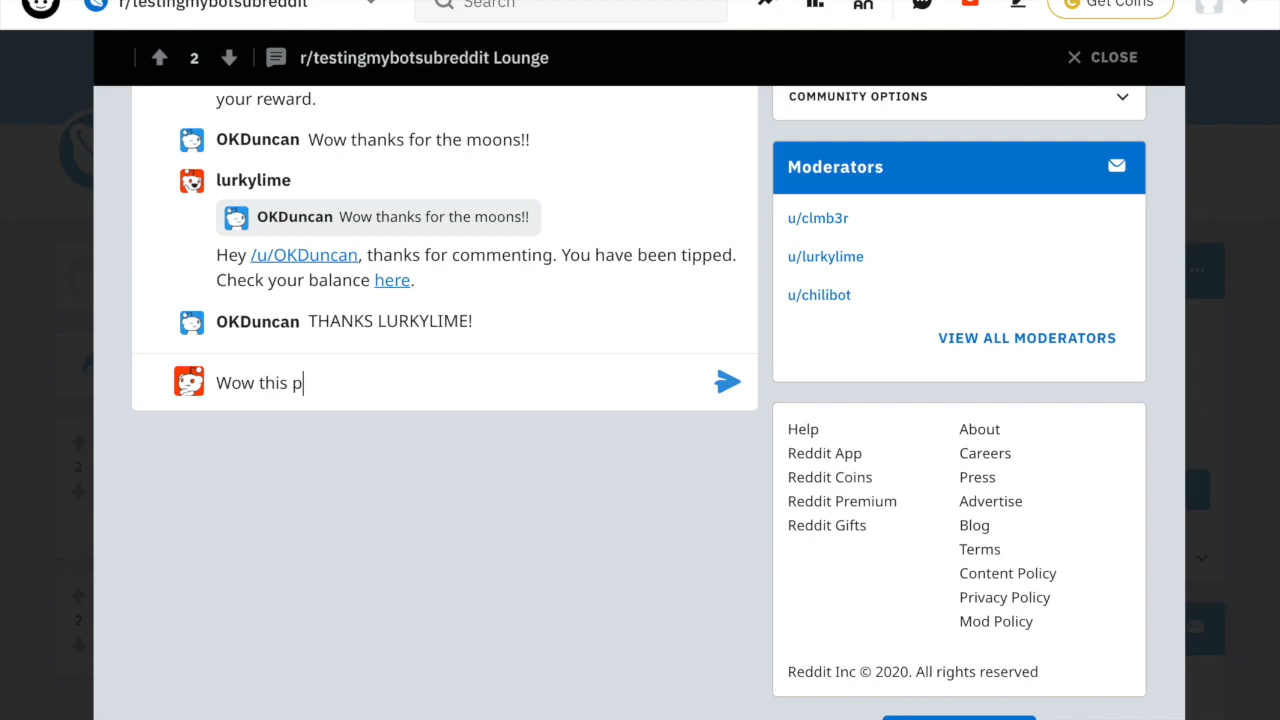 r/testingmybotsubreddit
Search
Get Coins
2
r/testingmybotsubreddit Lounge
CLOSE
your reward.
OKDuncan Wow thanks for the moons!!
lurkylime
OKDuncan Wow thanks for the moons!!
Hey /u/OKDuncan, thanks for commenting. You have been tipped.
Check your balance here.
OKDuncan THANKS LURKYLIME!
Wow this p
COMMUNITY OPTIONS
Moderators
u/clmb3r
u/lurkylime
u/chilibot
VIEW ALL MODERATORS
Help
Reddit App
Reddit Coins
Reddit Premium
Reddit Gifts
About
Careers
Press
Advertise
Blog
Terms
Content Policy
Privacy Policy
Mod Policy
Reddit Inc © 2020. All rights reserved
2
2